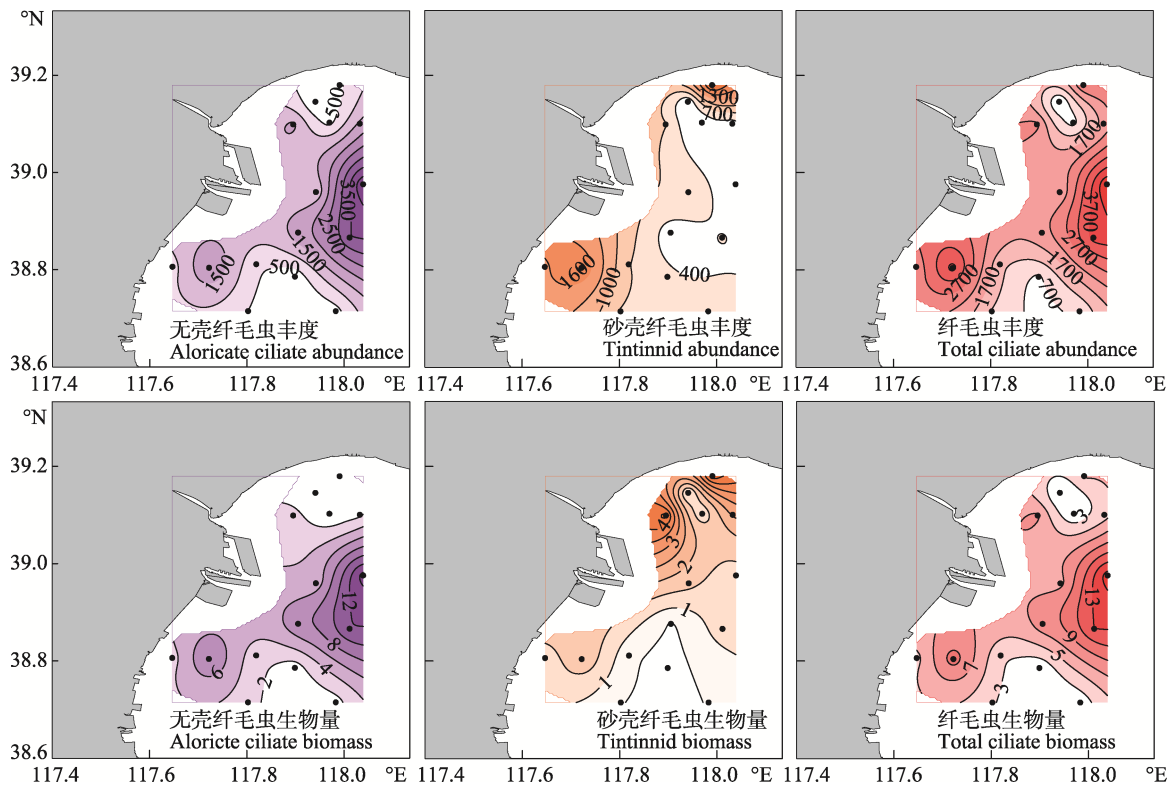 °N
39.2
39.0
38.8
38.6
500
3500
2500
1500
1500
500
无壳纤毛虫丰度
Aloricate ciliate abundance
1300
700
1600
1000
400
砂壳纤毛虫丰度
Tintinnid abundance
1700
3700
2700
2700
1700
1700
700
纤毛虫丰度
Total ciliate abundance
117.4 117.6 117.8 118.0 °E
117.4 117.6 117.8 118.0 °E
117.4 117.6 117.8 118.0 °E
°N
39.2
39.0
38.8
38.6
12
8
6
4
2
无壳纤毛虫生物量
Aloricte ciliate biomass
4
3
2
1
1
砂壳纤毛虫生物量
Tintinnid biomass
3
13
9
7
5
3
纤毛虫生物量
Total ciliate biomass
117.4 117.6 117.8 118.0 °E
117.4 117.6 117.8 118.0 °E
117.4 117.6 117.8 118.0 °E